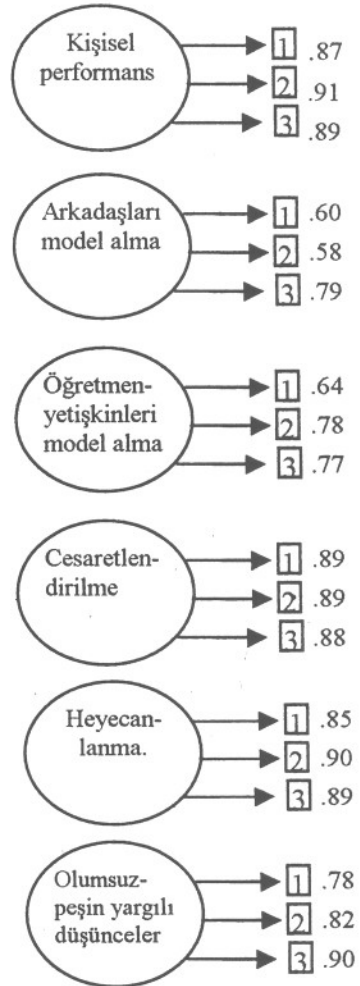 Kişisel
performans
1 .87
2 .91
3 .89
Arkadaşları
model alma
1 .60
2 .58
3 .79
Öğretmen-
yetişkinleri
model alma
1 .64
2 .78
3 .77
Cesaretlen-
dirilme
1 .89
2 .89
3 .88
Heyecan-
lanma.
1 .85
2 .90
3 .89
Olumsuz-
peşin yargılı
düşünceler
1 .78
2 .82
3 .90